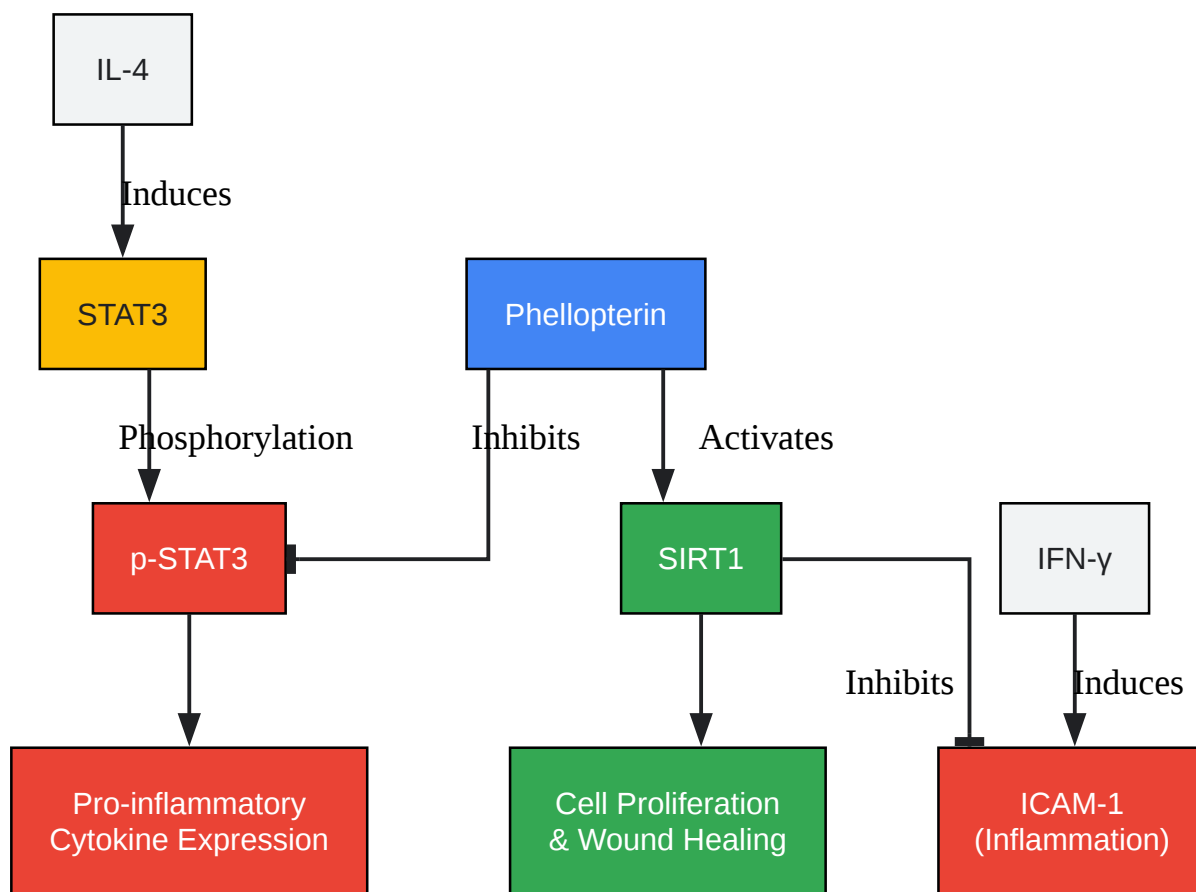 IL-4
Induces
STAT3
Phellopterin
Phosphorylation
Inhibits
Activates
p-STAT3
SIRT1
IFN-γ
Inhibits
Induces
Pro-inflammatory
Cytokine Expression
Cell Proliferation
& Wound Healing
ICAM-1
(Inflammation)